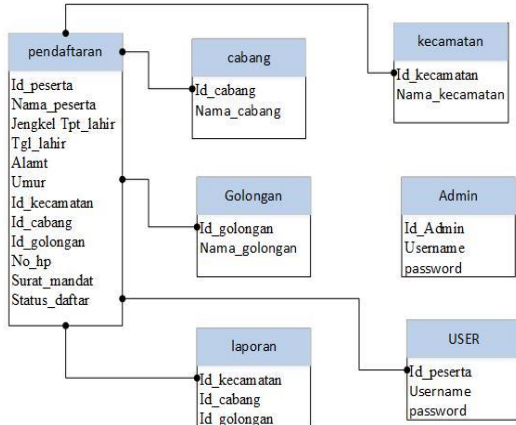 pendaftaran
Id_peserta
Nama_peserta
Jengkel Tpt_lahir
Tgl_lahir
Alamt
Umur
Id_kecamatan
Id_cabang
Id_golongan
No_hp
Surat_mandat
Status_daftar
cabang
Id_cabang
Nama_cabang
kecamatan
Id_kecamatan
Nama_kecamatan
Golongan
Id_golongan
Nama_golongan
Admin
Id_Admin
Username
password
laporan
Id_kecamatan
Id_cabang
Id_golongan
USER
Id_peserta
Username
password